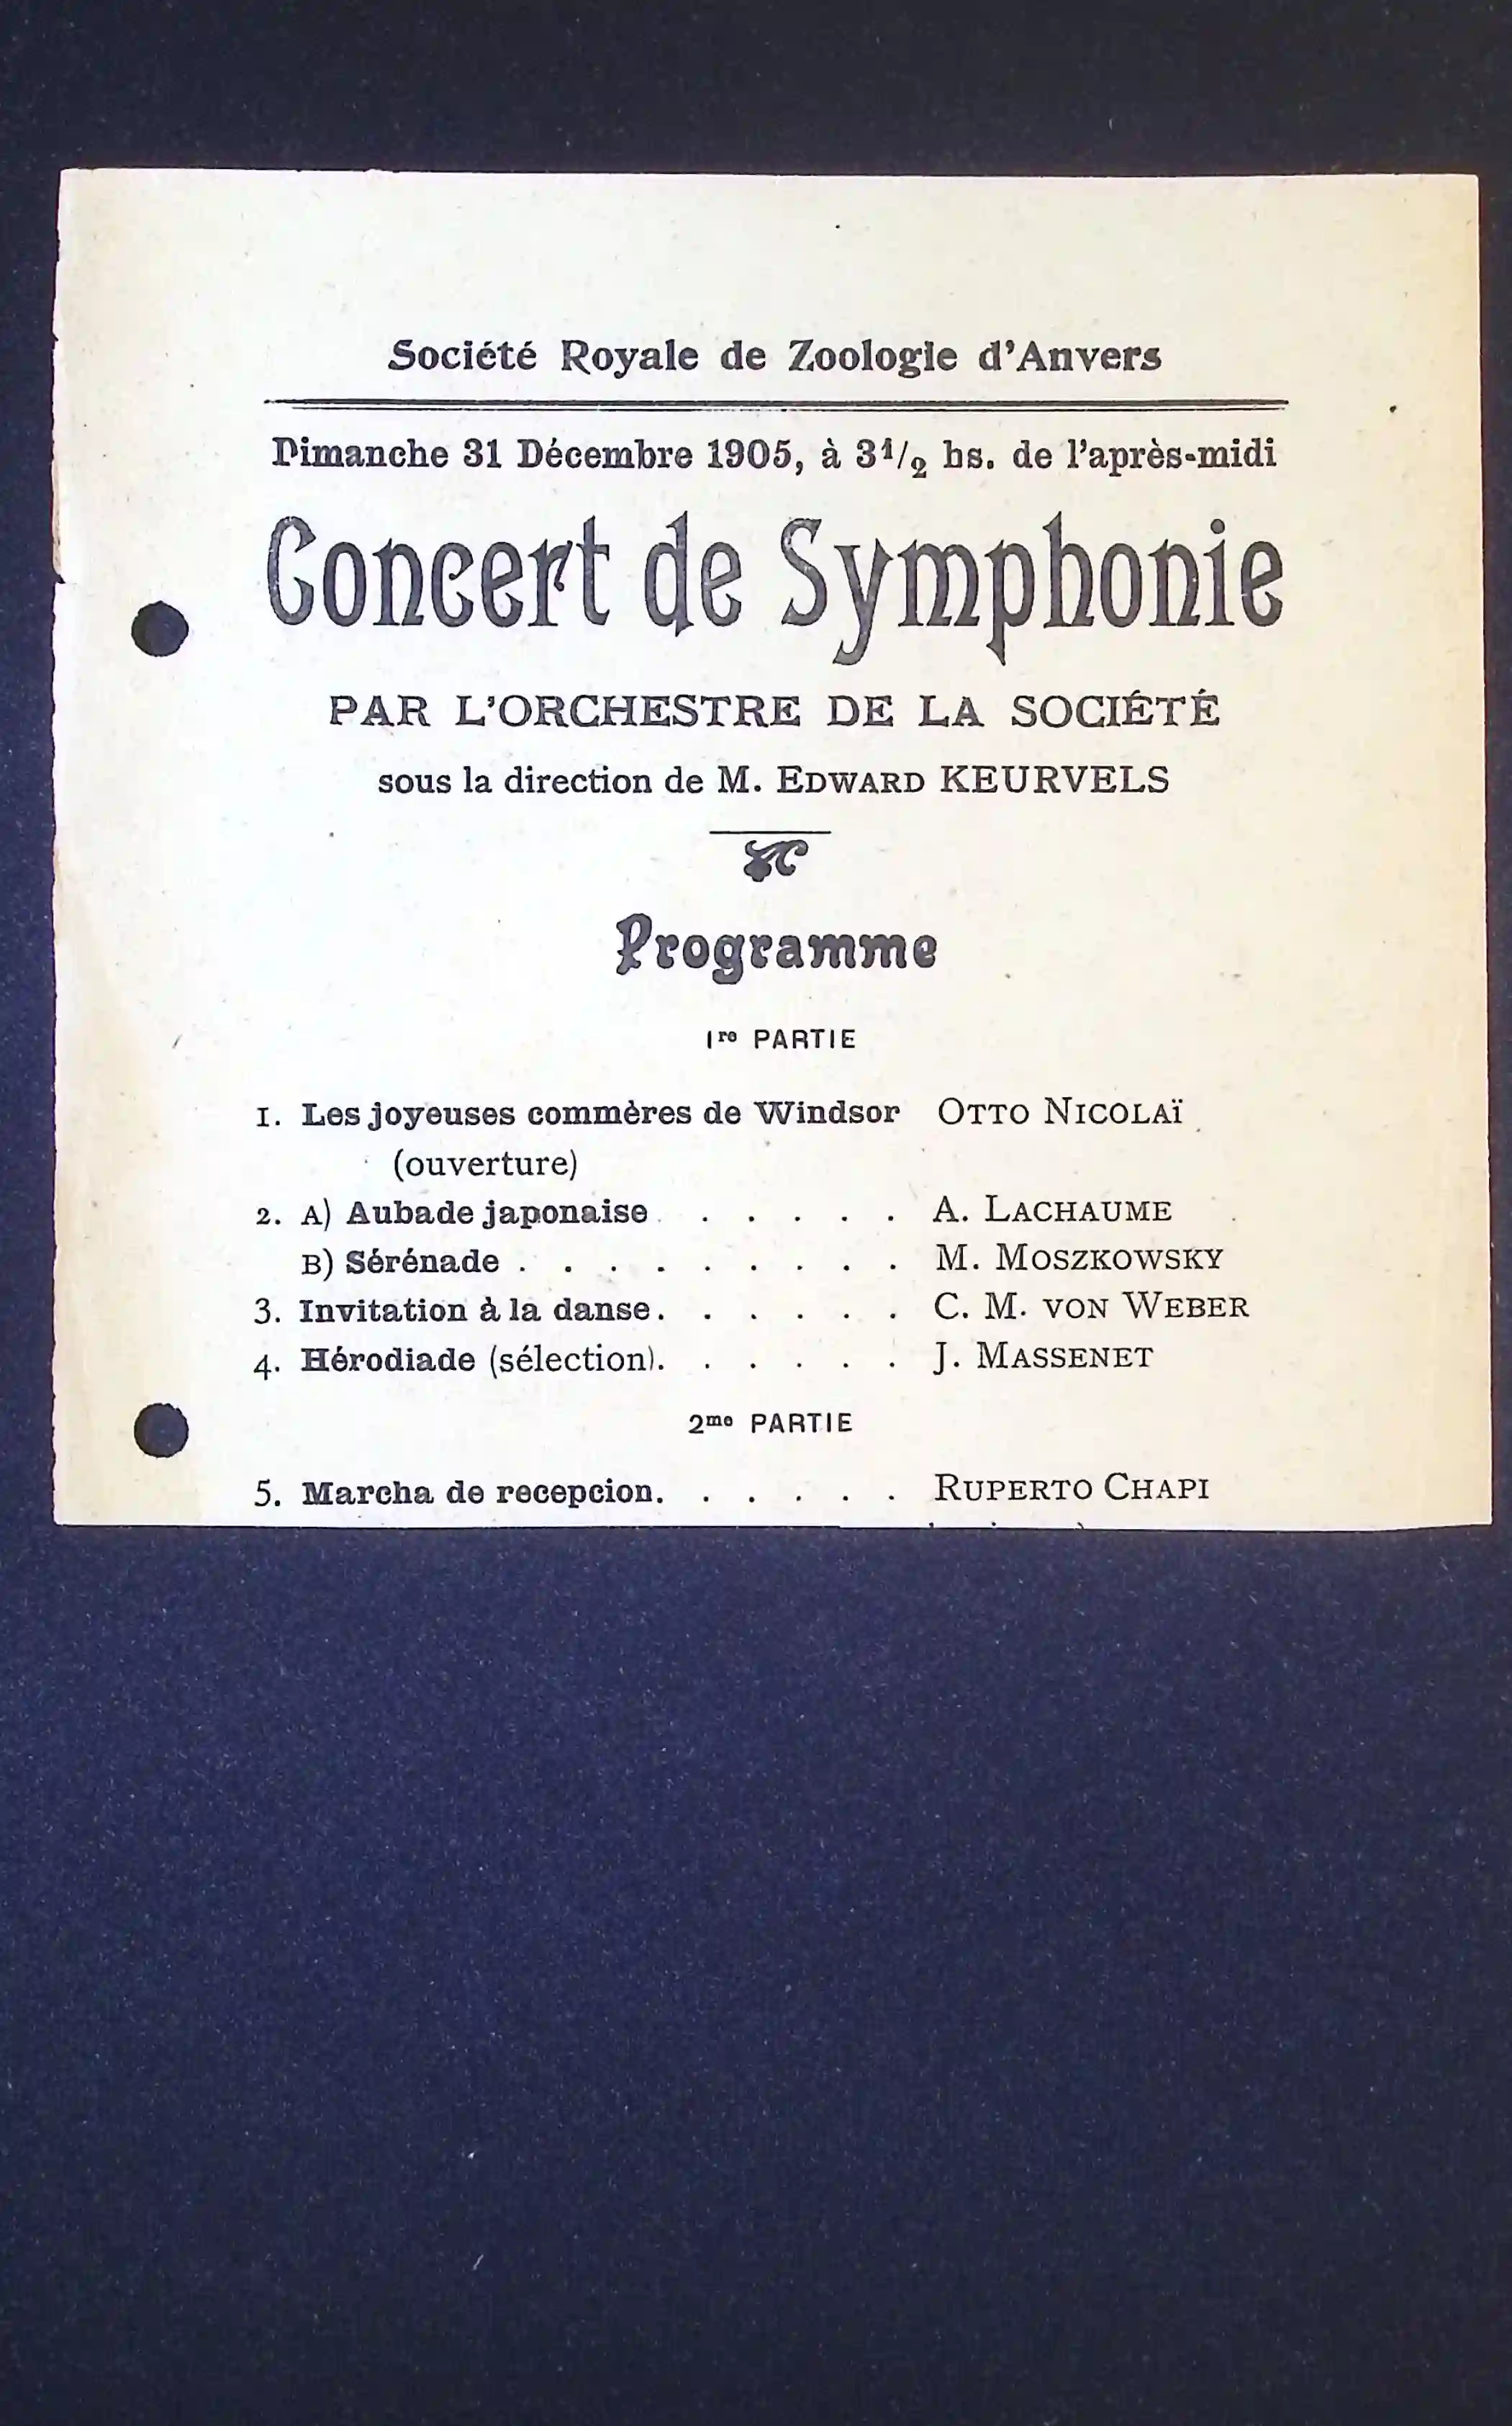 Société Royale de Zoologie d'Anvers
Dimanche 31 Décembre 1905, à 3 1/2 hs. de l'après-midi
Concert de Symphonie
PAR L'ORCHESTRE DE LA SOCIÉTÉ
sous la direction de M. EDWARD KEURVELS
Programme
1re PARTIE
1. Les joyeuses commères de Windsor OTTO NICOLAÏ
(ouverture)
2. A) Aubade japonaise . . . . . . A. LACHAUME
B) Sérénade . . . . . . . . . M. MOSZKOWSKY
3. Invitation à la danse. . . . . . C. M. VON WEBER
4. Hérodiade (sélection). . . . . . J. MASSENET
2me PARTIE
5. Marcha de recepcion. . . . . . RUPERTO CHAPI